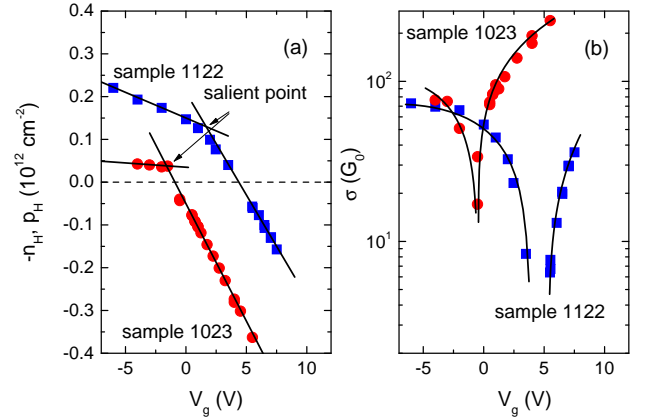 0.4
0.3
0.2
0.1
0.0
-0.1
-0.2
-0.3
-0.4
-n_H, p_H (10^12 cm^-2)
(a)
sample 1122
salient point
sample 1023
-5 0 5 10
V_g (V)
10^2
10^1
σ (G_0)
sample 1023
(b)
sample 1122
-5 0 5 10
V_g (V)